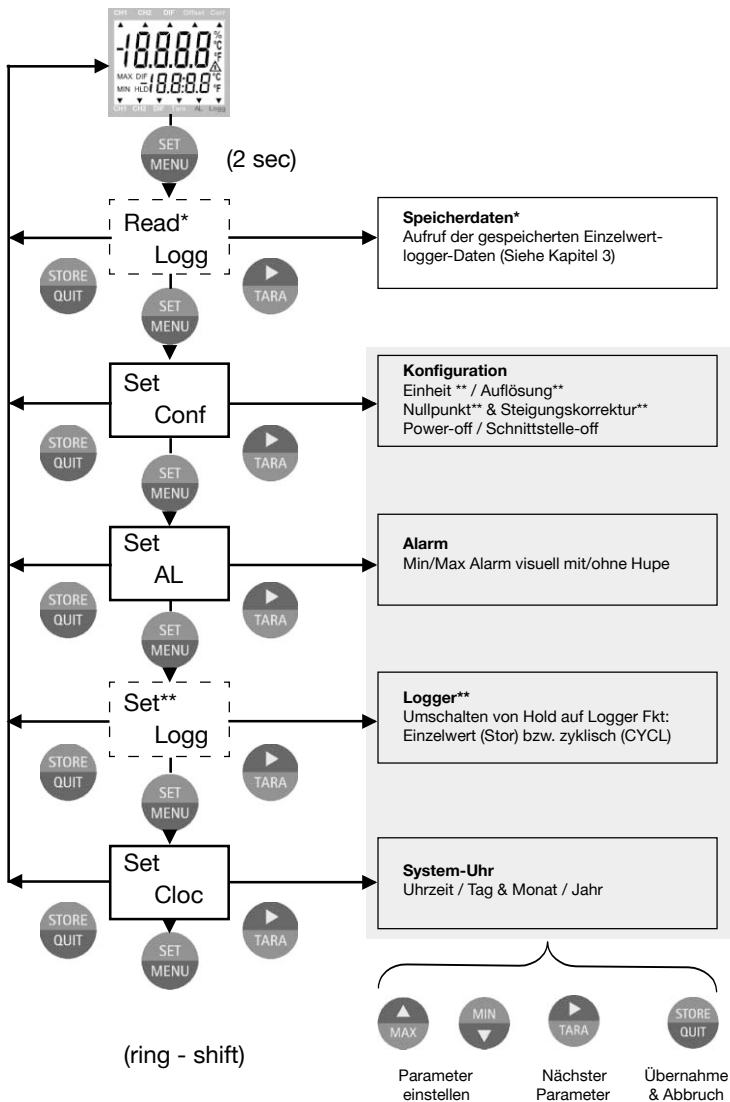 CH1 CH2 DIF Offset Corr
-18.8.8.8 % °C °F
MAX DIF
MIN HLD
-18.8:8.8 °C °F
CH1 CH2 DIF Tara AL Logg
SET
MENU
(2 sec)
Read*
Logg
STORE
QUIT
TARA
Speicherdaten*
Aufruf der gespeicherten Einzelwert-
logger-Daten (Siehe Kapitel 3)
SET
MENU
Set
Conf
STORE
QUIT
TARA
Konfiguration
Einheit ** / Auflösung**
Nullpunkt** & Steigungskorrektur**
Power-off / Schnittstelle-off
SET
MENU
Set
AL
STORE
QUIT
TARA
Alarm
Min/Max Alarm visuell mit/ohne Hupe
SET
MENU
Set**
Logg
STORE
QUIT
TARA
Logger**
Umschalten von Hold auf Logger Fkt:
Einzelwert (Stor) bzw. zyklisch (CYCL)
SET
MENU
Set
Cloc
STORE
QUIT
TARA
System-Uhr
Uhrzeit / Tag & Monat / Jahr
SET
MENU
(ring - shift)
MAX
MIN
TARA
STORE
QUIT
Parameter
einstellen
Nächster
Parameter
Übernahme
& Abbruch